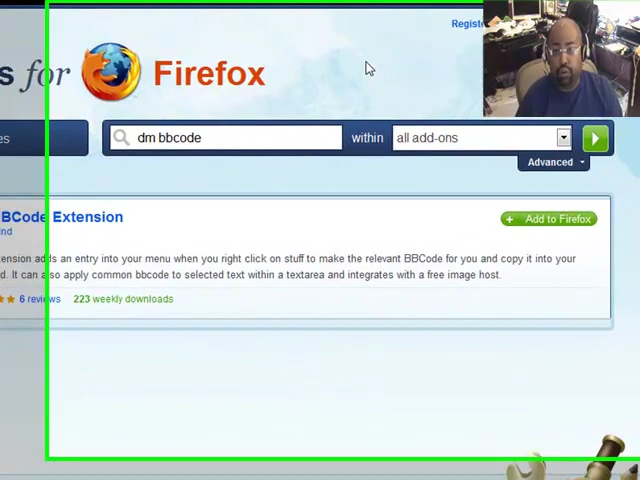 Registe
s for Firefox
es
dm bbcode within all add-ons
Advanced
BBCode Extension
+ Add to Firefox
ind
ension adds an entry into your menu when you right click on stuff to make the relevant BBCode for you and copy it into your
d. It can also apply common bbcode to selected text within a textarea and integrates with a free image host.
6 reviews 223 weekly downloads